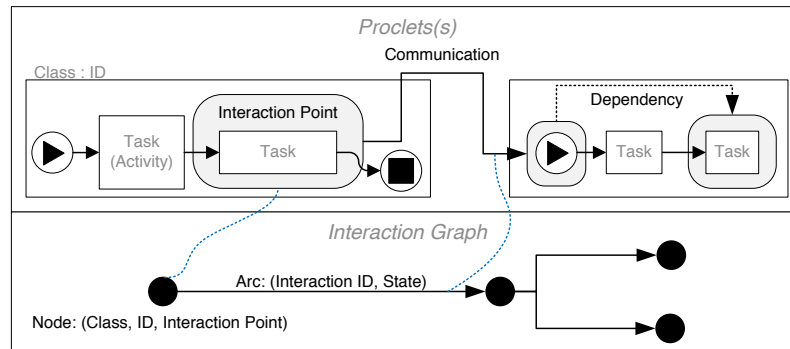 Proclets(s)
Communication
Class : ID
Interaction Point
Task
(Activity)
Task
Dependency
Task
Task
Interaction Graph
Arc: (Interaction ID, State)
Node: (Class, ID, Interaction Point)